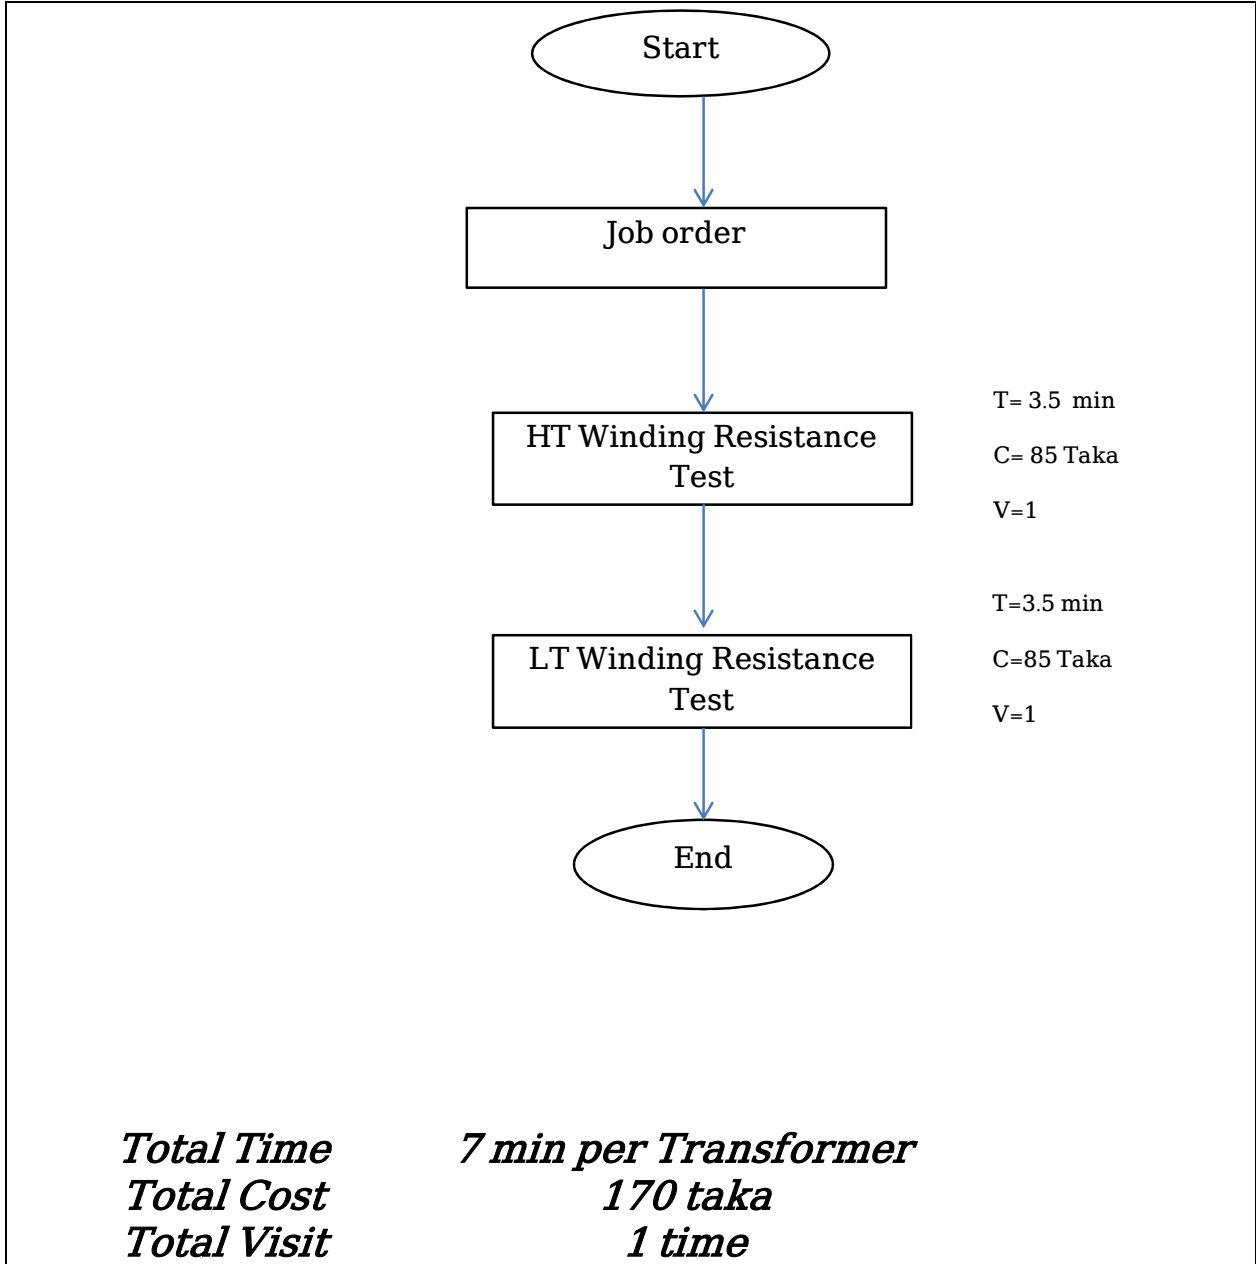 Start
Job order
HT Winding Resistance
Test
T= 3.5 min
C= 85 Taka
V=1
LT Winding Resistance
Test
T=3.5 min
C=85 Taka
V=1
End
Total Time 7 min per Transformer
Total Cost 170 taka
Total Visit 1 time